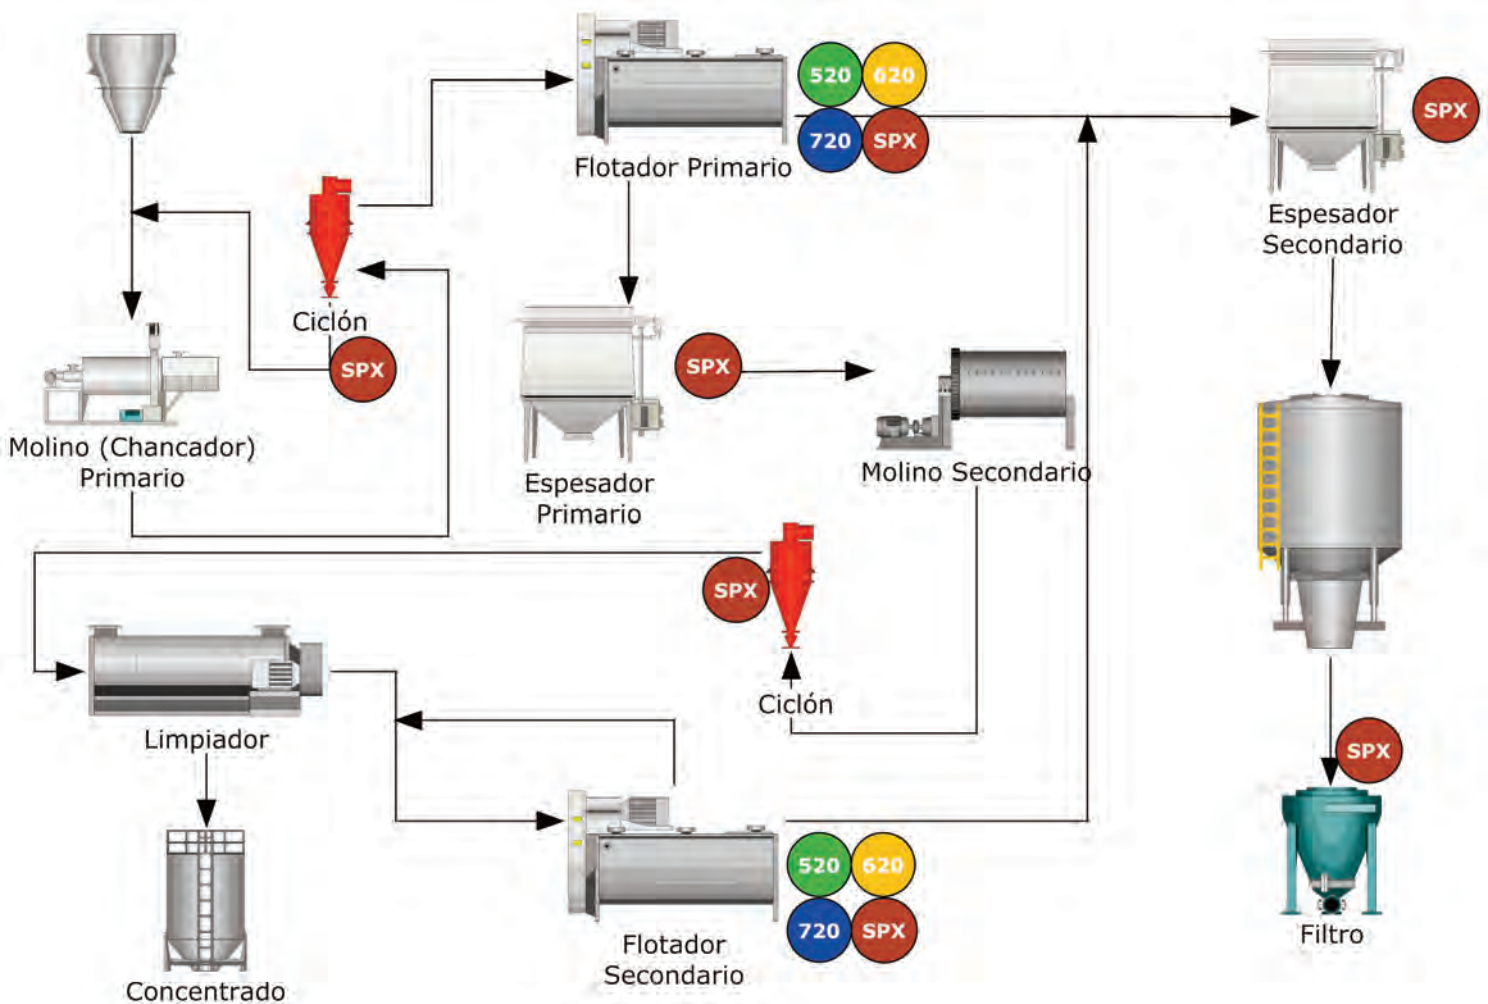 520
620
720
SPX
Flotador Primario
SPX
Espesador
Secondario
Ciclón
SPX
SPX
Molino (Chancador)
Primario
Molino Secondario
Espesador
Primario
SPX
Ciclón
Limpiador
SPX
520
620
720
SPX
Flotador
Secondario
Filtro
Concentrado